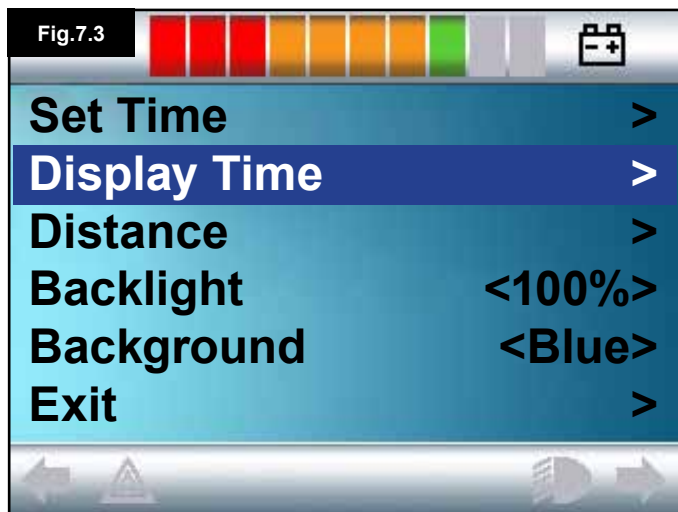 Fig.7.3
Set Time >
Display Time >
Distance >
Backlight <100%>
Background <Blue>
Exit >